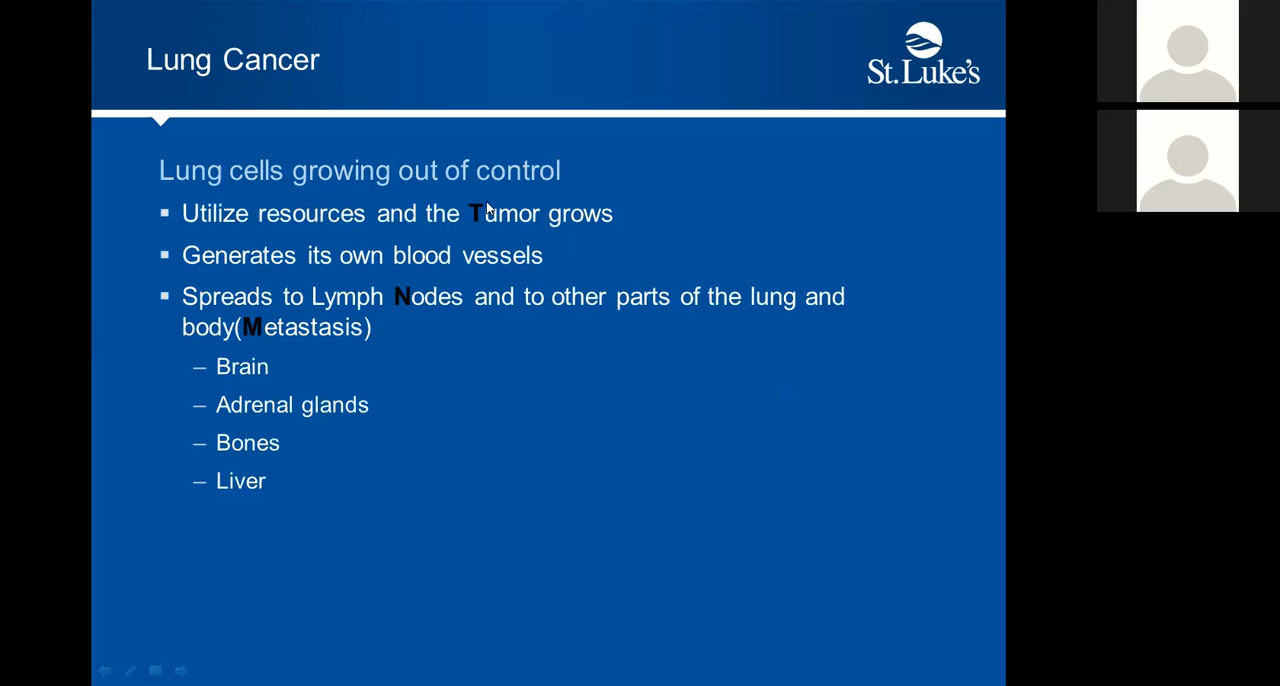 Lung Cancer
St. Luke's
Lung cells growing out of control
▪ Utilize resources and the Tumor grows
▪ Generates its own blood vessels
▪ Spreads to Lymph Nodes and to other parts of the lung and
body(Metastasis)
– Brain
– Adrenal glands
– Bones
– Liver